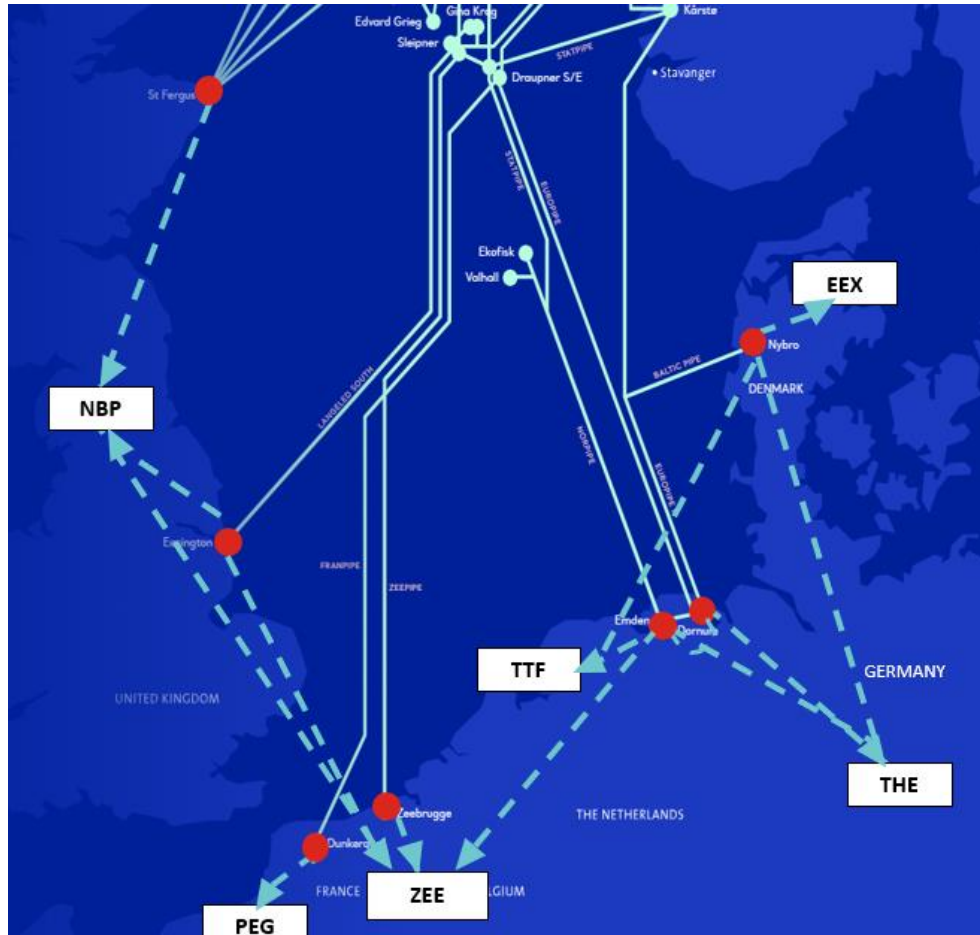 Gina Krog
Edvard Grieg
Kårstø
Sleipner
STATPIPE
Draupner S/E
Stavanger
St Fergus
STATPIPE
EUROPIPE
Ekofisk
Valhall
EEX
Nybro
BALTIC PIPE
DENMARK
LANGELED SOUTH
NBP
NORPIPE
EUROPIPE
Easington
FRANPIPE
ZEEPIPE
Emden
Dornum
TTF
GERMANY
UNITED KINGDOM
THE
Zeebrugge
THE NETHERLANDS
Dunkerq
FRANCE
ZEE
LGIUM
PEG